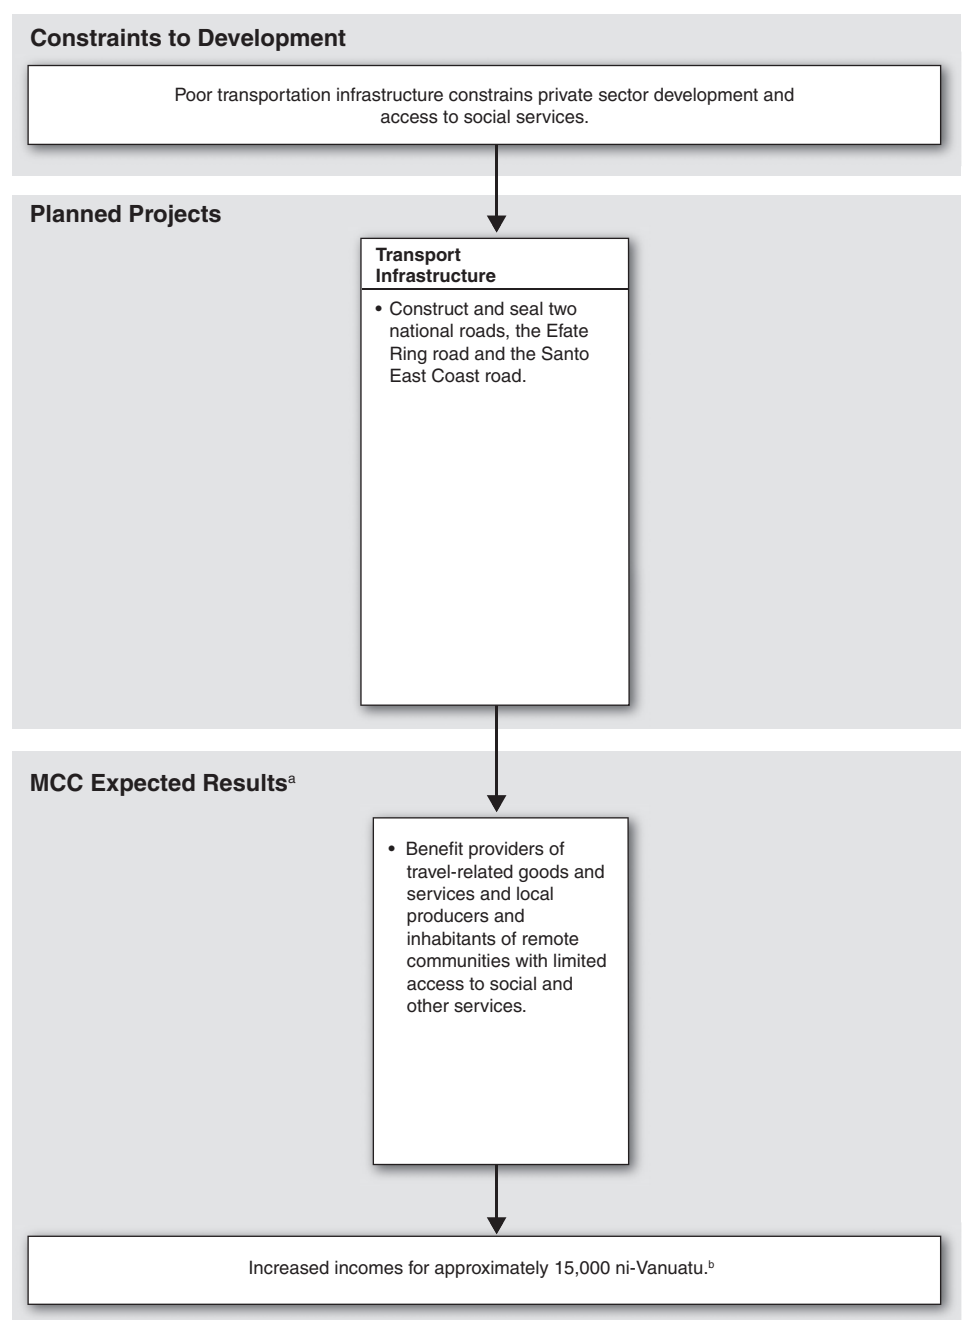 Constraints to Development
Poor transportation infrastructure constrains private sector development and
access to social services.
Planned Projects
Transport
Infrastructure
• Construct and seal two
national roads, the Efate
Ring road and the Santo
East Coast road.
MCC Expected Resultsᵃ
• Benefit providers of
travel-related goods and
services and local
producers and
inhabitants of remote
communities with limited
access to social and
other services.
Increased incomes for approximately 15,000 ni-Vanuatu.ᵇ